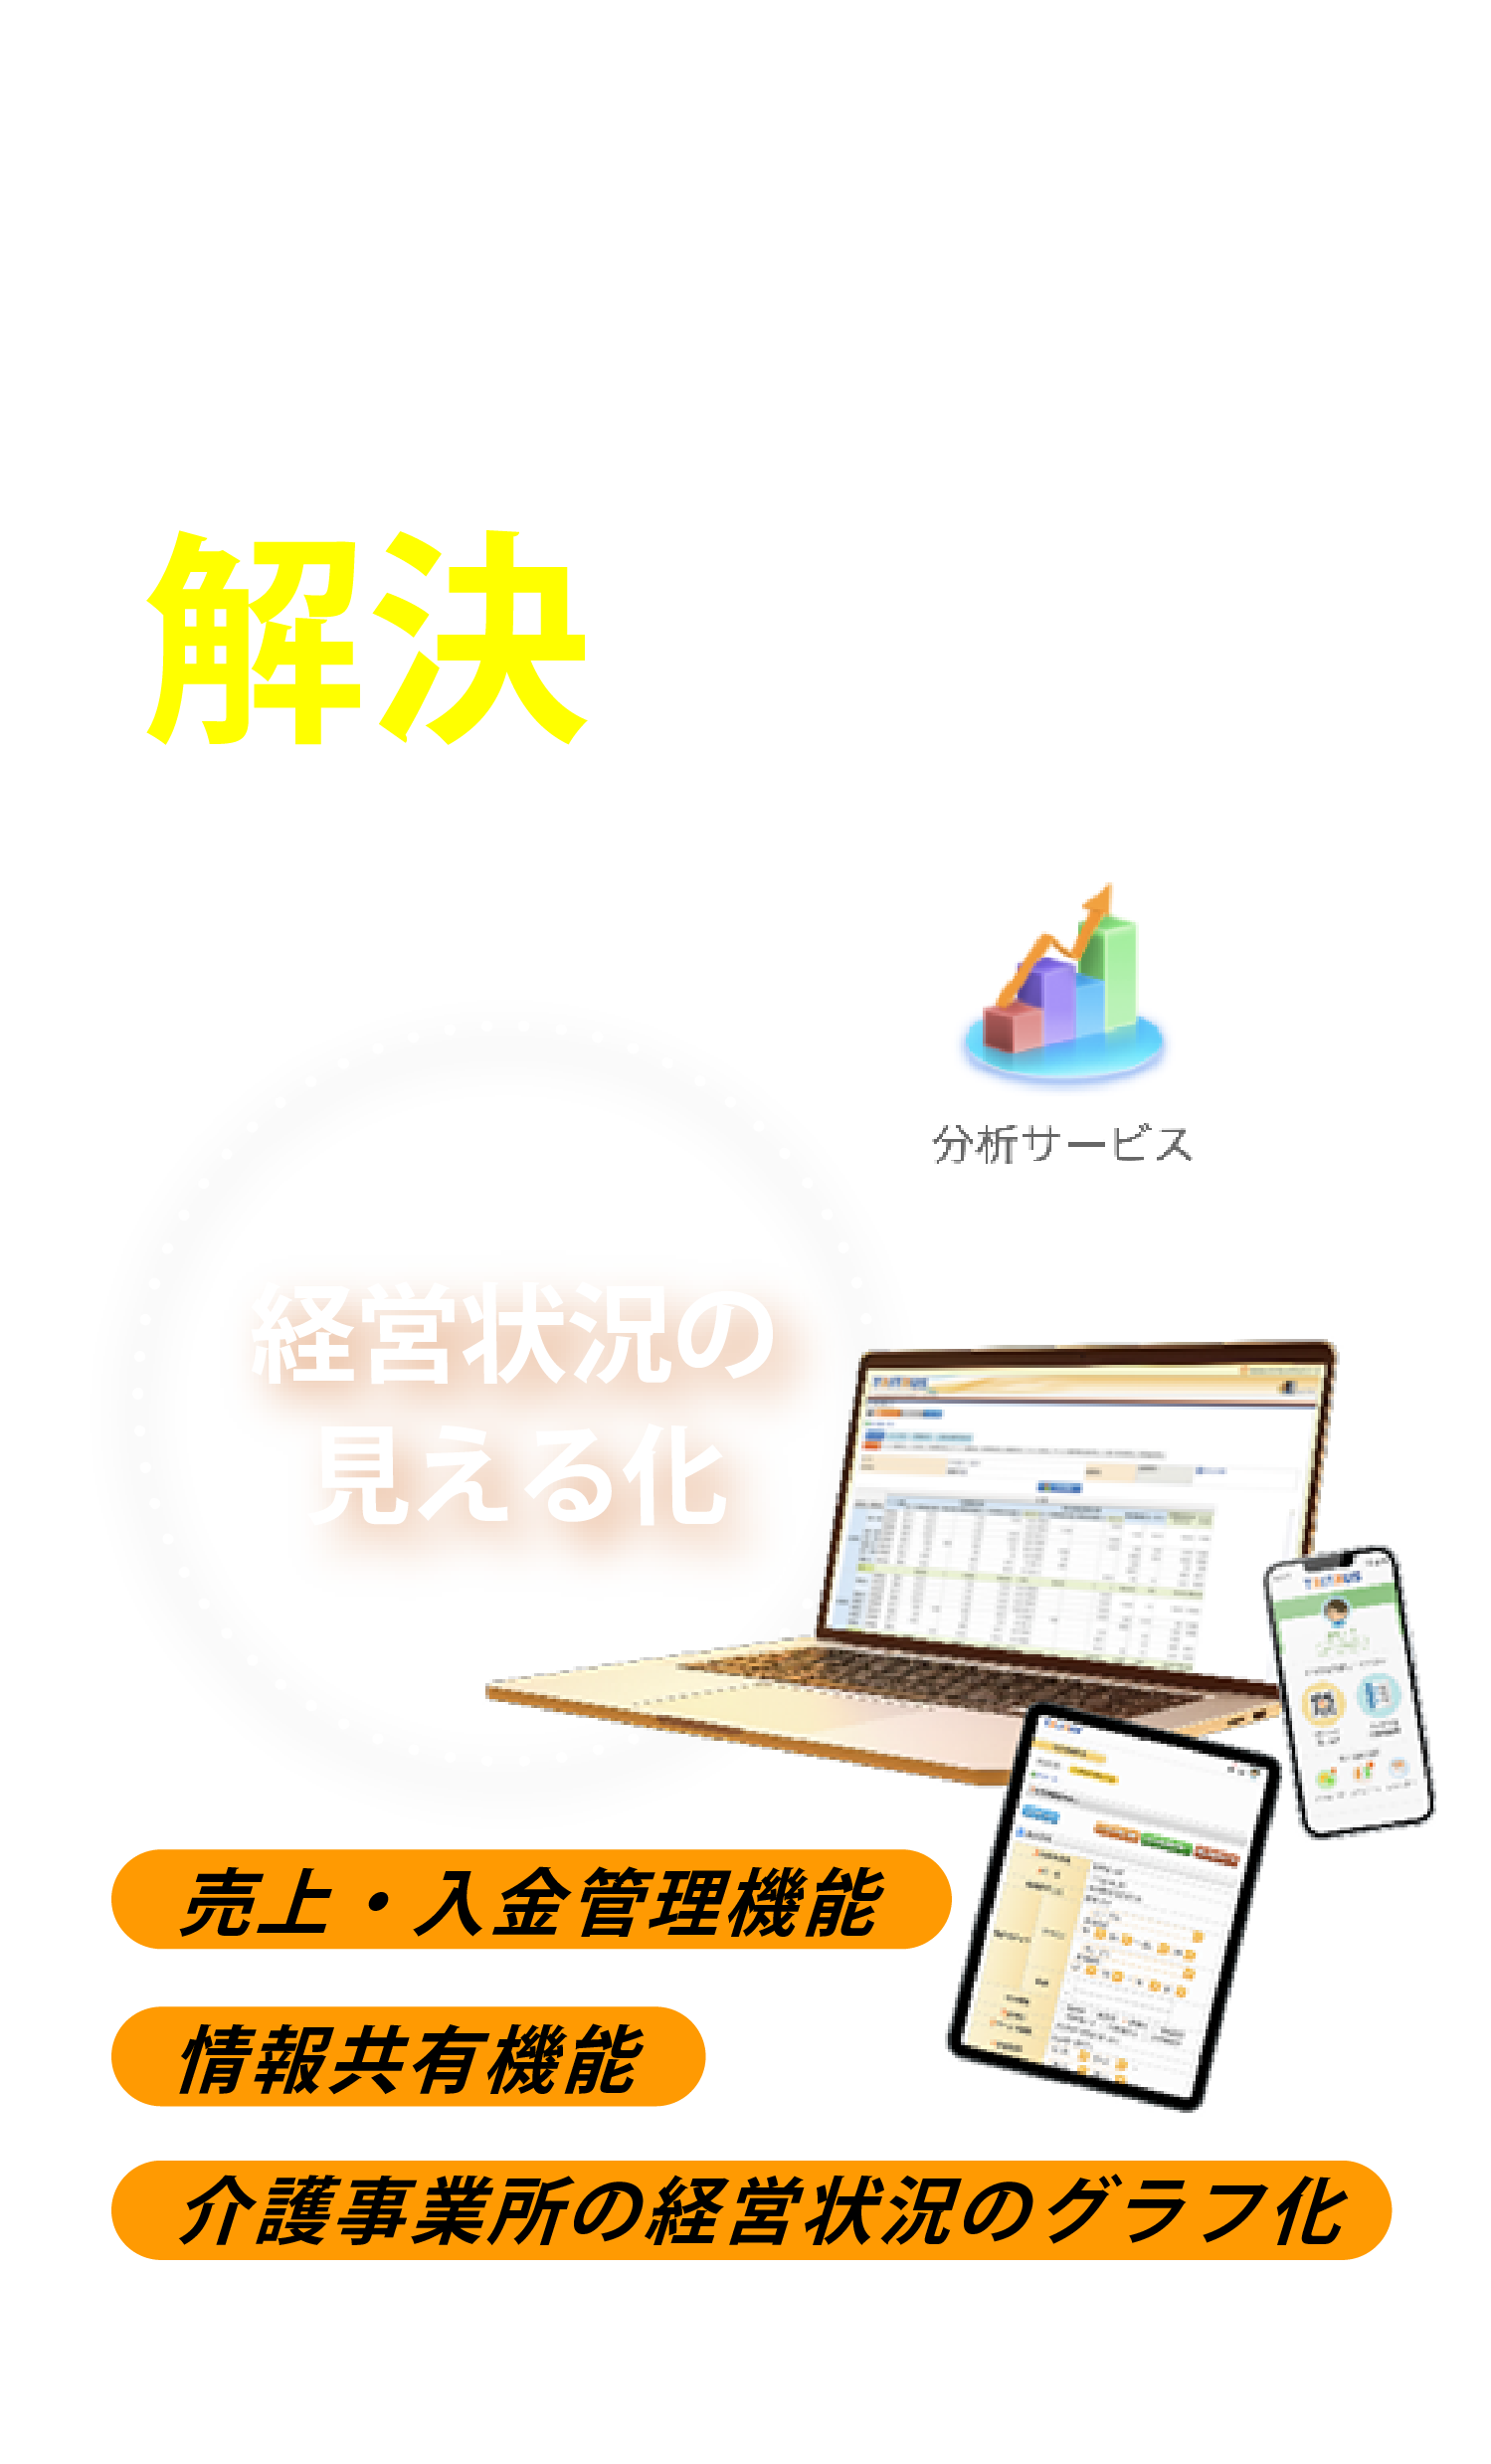 解決
分析サービス
経営状況の
見える化
売上・入金管理機能
情報共有機能
介護事業所の経営状況のグラフ化